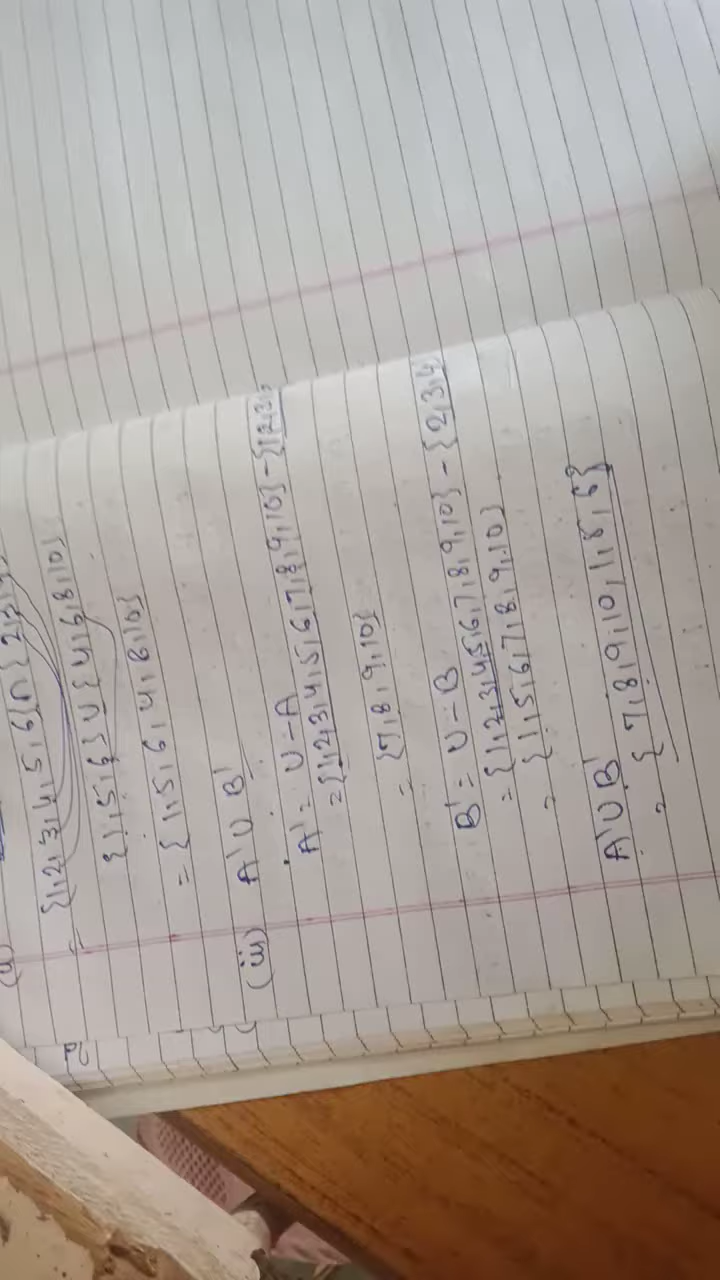 = {1,2,3,4,5,6} ∩ {2,3,4
{1,5,6} ∪ {4,6,8,10}
= {1,5,6,4,8,10}
(iii) A' ∪ B'
A' = U - A
= {1,2,3,4,5,6,7,8,9,10} - {1,2,3,
= {7,8,9,10}
B' = U - B
= {1,2,3,4,5,6,7,8,9,10} - {2,3,4
= {1,5,6,7,8,9,10}
A' ∪ B'
= {7,8,9,10,1,5,6}